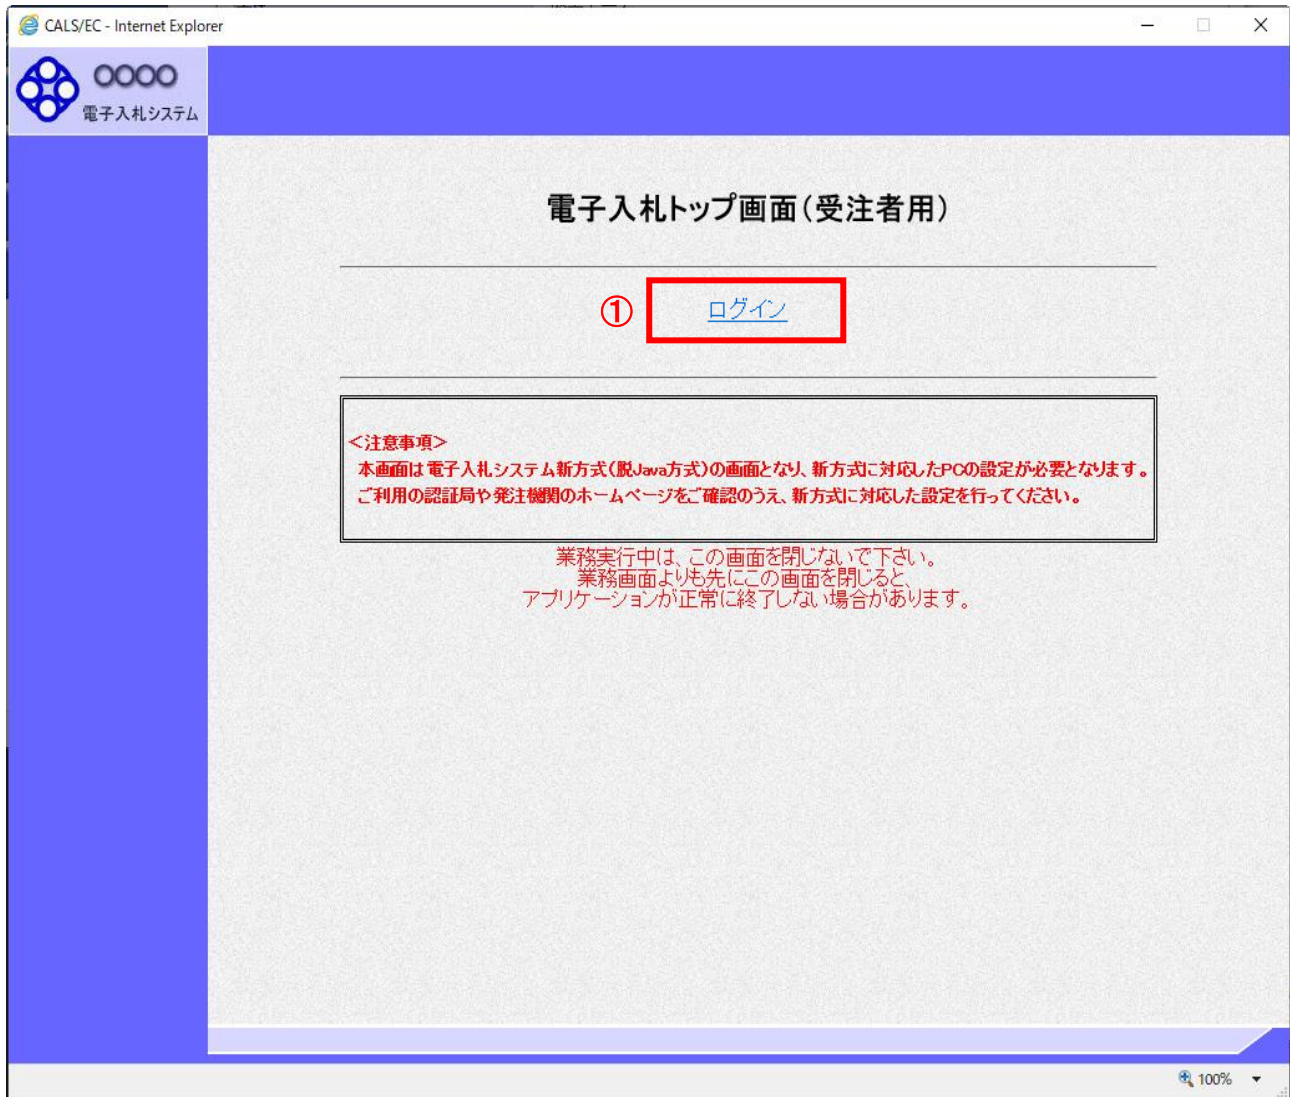 CALS/EC - Internet Explorer
○○○○
電子入札システム
電子入札トップ画面(受注者用)
① ログイン
＜注意事項＞
本画面は電子入札システム新方式(脱Java方式)の画面となり、新方式に対応したPCの設定が必要となります。
ご利用の認証局や発注機関のホームページをご確認のうえ、新方式に対応した設定を行ってください。
業務実行中は、この画面を閉じないで下さい。
業務画面よりも先にこの画面を閉じると、
アプリケーションが正常に終了しない場合があります。
100%